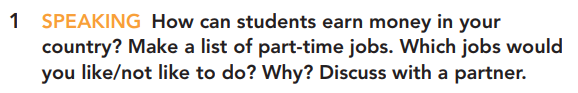 1 SPEAKING How can students earn money in your
country? Make a list of part-time jobs. Which jobs would
you like/not like to do? Why? Discuss with a partner.